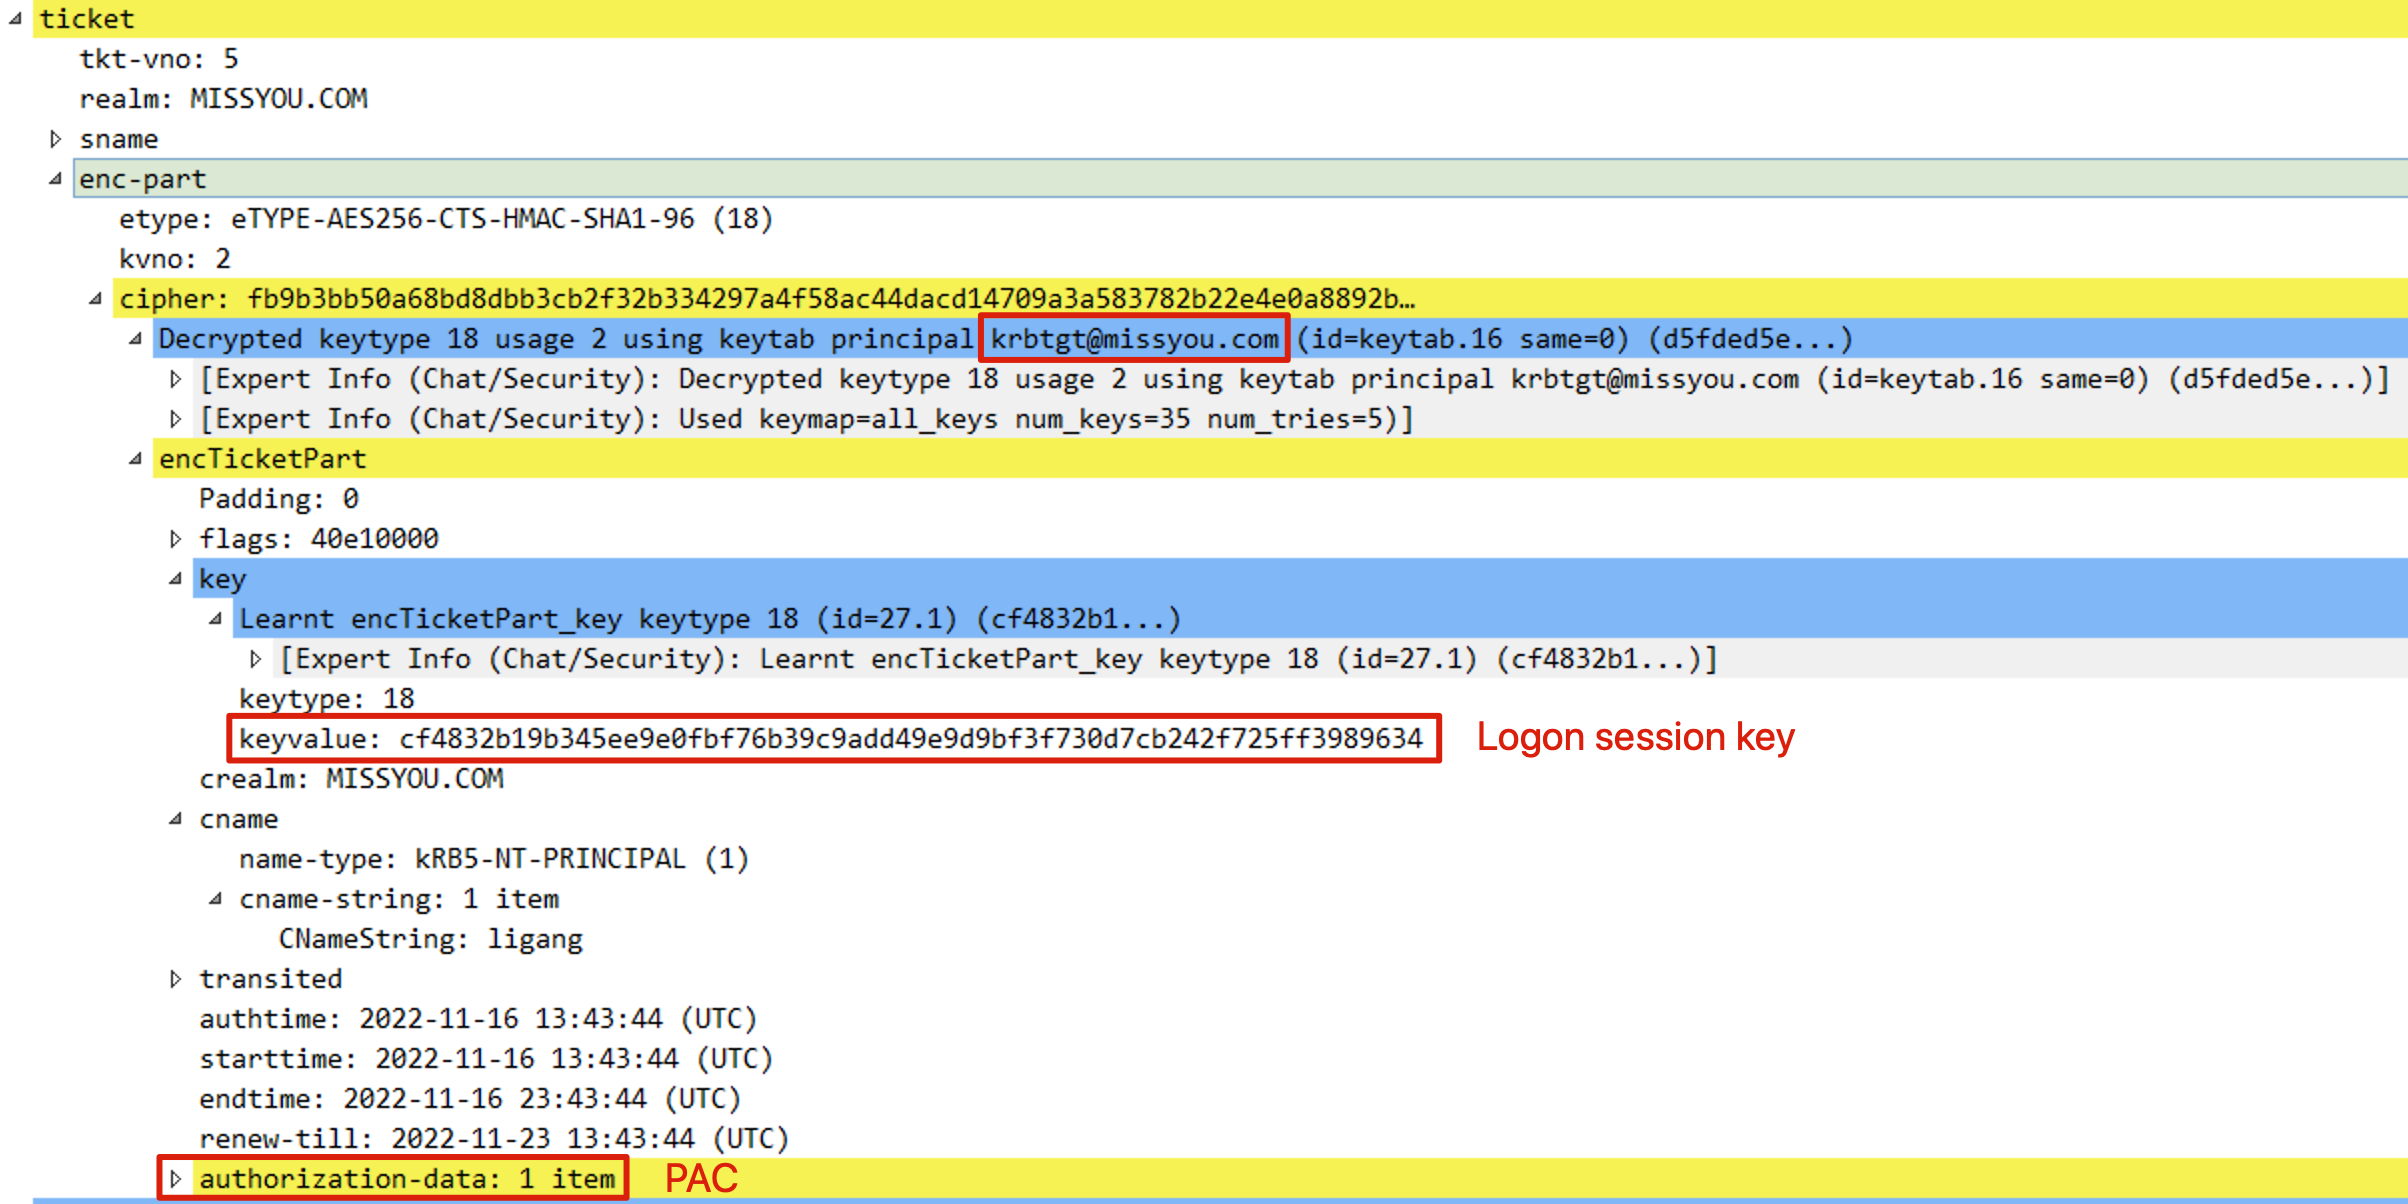 ticket
tkt-vno: 5
realm: MISSYOU.COM
sname
enc-part
etype: eTYPE-AES256-CTS-HMAC-SHA1-96 (18)
kvno: 2
cipher: fb9b3bb50a68bd8dbb3cb2f32b334297a4f58ac44dacd14709a3a583782b22e4e0a8892b…
Decrypted keytype 18 usage 2 using keytab principal krbtgt@missyou.com (id=keytab.16 same=0) (d5fded5e...)
[Expert Info (Chat/Security): Decrypted keytype 18 usage 2 using keytab principal krbtgt@missyou.com (id=keytab.16 same=0) (d5fded5e...)]
[Expert Info (Chat/Security): Used keymap=all_keys num_keys=35 num_tries=5)]
encTicketPart
Padding: 0
flags: 40e10000
key
Learnt encTicketPart_key keytype 18 (id=27.1) (cf4832b1...)
[Expert Info (Chat/Security): Learnt encTicketPart_key keytype 18 (id=27.1) (cf4832b1...)]
keytype: 18
keyvalue: cf4832b19b345ee9e0fbf76b39c9add49e9d9bf3f730d7cb242f725ff3989634 Logon session key
crealm: MISSYOU.COM
cname
name-type: kRB5-NT-PRINCIPAL (1)
cname-string: 1 item
CNameString: ligang
transited
authtime: 2022-11-16 13:43:44 (UTC)
starttime: 2022-11-16 13:43:44 (UTC)
endtime: 2022-11-16 23:43:44 (UTC)
renew-till: 2022-11-23 13:43:44 (UTC)
authorization-data: 1 item PAC